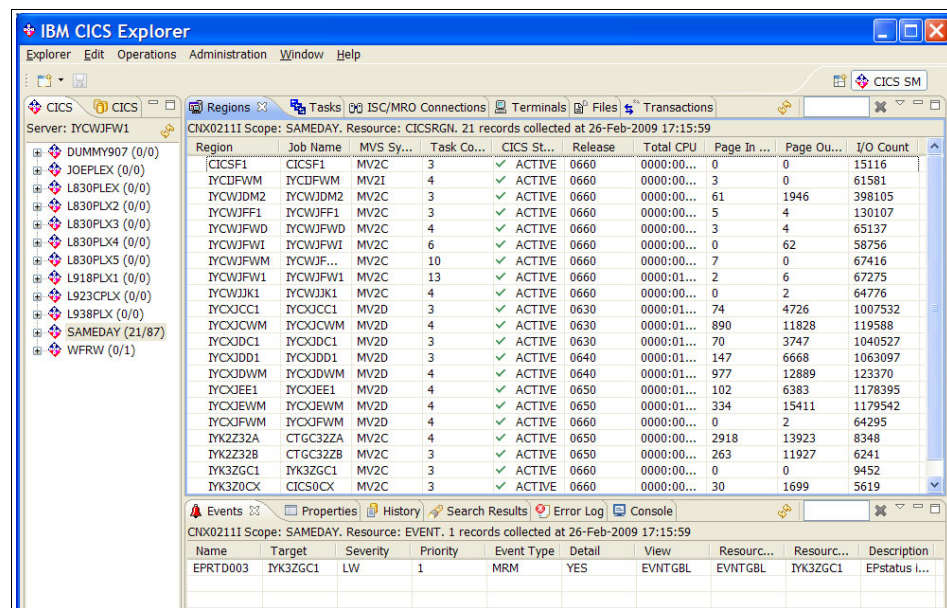 IBM CICS Explorer
Explorer Edit Operations Administration Window Help
CICS SM
CICS CICS
Regions Tasks ISC/MRO Connections Terminals Files Transactions
Server: IYCWJFW1
DUMMY907 (0/0)
JOEPLEX (0/0)
L830PLEX (0/0)
L830PLX2 (0/0)
L830PLX3 (0/0)
L830PLX4 (0/0)
L830PLX5 (0/0)
L918PLX1 (0/0)
L923CPLX (0/0)
L938PLX (0/0)
SAMEDAY (21/87)
WFRW (0/1)
CNX0211I Scope: SAMEDAY. Resource: CICSRGN. 21 records collected at 26-Feb-2009 17:15:59
Region Job Name MVS Sy... Task Co... CICS St... Release Total CPU Page In ... Page Ou... I/O Count
CICSF1 CICSF1 MV2C 3 ACTIVE 0660 0000:00... 0 0 15116
IYCIJFWM IYCIJFWM MV2I 4 ACTIVE 0660 0000:00... 3 0 61581
IYCWJDM2 IYCWJDM2 MV2C 3 ACTIVE 0660 0000:00... 61 1946 398105
IYCWJFF1 IYCWJFF1 MV2C 3 ACTIVE 0660 0000:00... 5 4 130107
IYCWJFWD IYCWJFWD MV2C 4 ACTIVE 0660 0000:00... 3 4 65137
IYCWJFWI IYCWJFWI MV2C 6 ACTIVE 0660 0000:00... 0 62 58756
IYCWJFWM IYCWJF... MV2C 10 ACTIVE 0660 0000:00... 7 0 67416
IYCWJFW1 IYCWJFW1 MV2C 13 ACTIVE 0660 0000:01... 2 6 67275
IYCWJJK1 IYCWJJK1 MV2C 4 ACTIVE 0660 0000:00... 0 2 64776
IYCXJCC1 IYCXJCC1 MV2D 3 ACTIVE 0630 0000:01... 74 4726 1007532
IYCXJCWM IYCXJCWM MV2D 4 ACTIVE 0630 0000:01... 890 11828 119588
IYCXJDC1 IYCXJDC1 MV2D 3 ACTIVE 0630 0000:01... 70 3747 1040527
IYCXJDD1 IYCXJDD1 MV2D 3 ACTIVE 0640 0000:01... 147 6668 1063097
IYCXJDWM IYCXJDWM MV2D 4 ACTIVE 0640 0000:01... 977 12889 123370
IYCXJEE1 IYCXJEE1 MV2D 4 ACTIVE 0650 0000:01... 102 6383 1178395
IYCXJEWM IYCXJEWM MV2D 4 ACTIVE 0650 0000:01... 334 15411 1179542
IYCXJFWM IYCXJFWM MV2D 4 ACTIVE 0660 0000:00... 0 2 64295
IYK2Z32A CTGC32ZA MV2C 4 ACTIVE 0650 0000:00... 2918 13923 8348
IYK2Z32B CTGC32ZB MV2C 3 ACTIVE 0650 0000:00... 263 11927 6241
IYK3ZGC1 IYK3ZGC1 MV2C 3 ACTIVE 0660 0000:00... 0 0 9452
IYK3Z0CX CICS0CX MV2C 3 ACTIVE 0660 0000:00... 30 1699 5619
Events Properties History Search Results Error Log Console
CNX0211I Scope: SAMEDAY. Resource: EVENT. 1 records collected at 26-Feb-2009 17:15:59
Name Target Severity Priority Event Type Detail View Resourc... Resourc... Description
EPRTD003 IYK3ZGC1 LW 1 MRM YES EVNTGBL EVNTGBL IYK3ZGC1 EPstatus i...